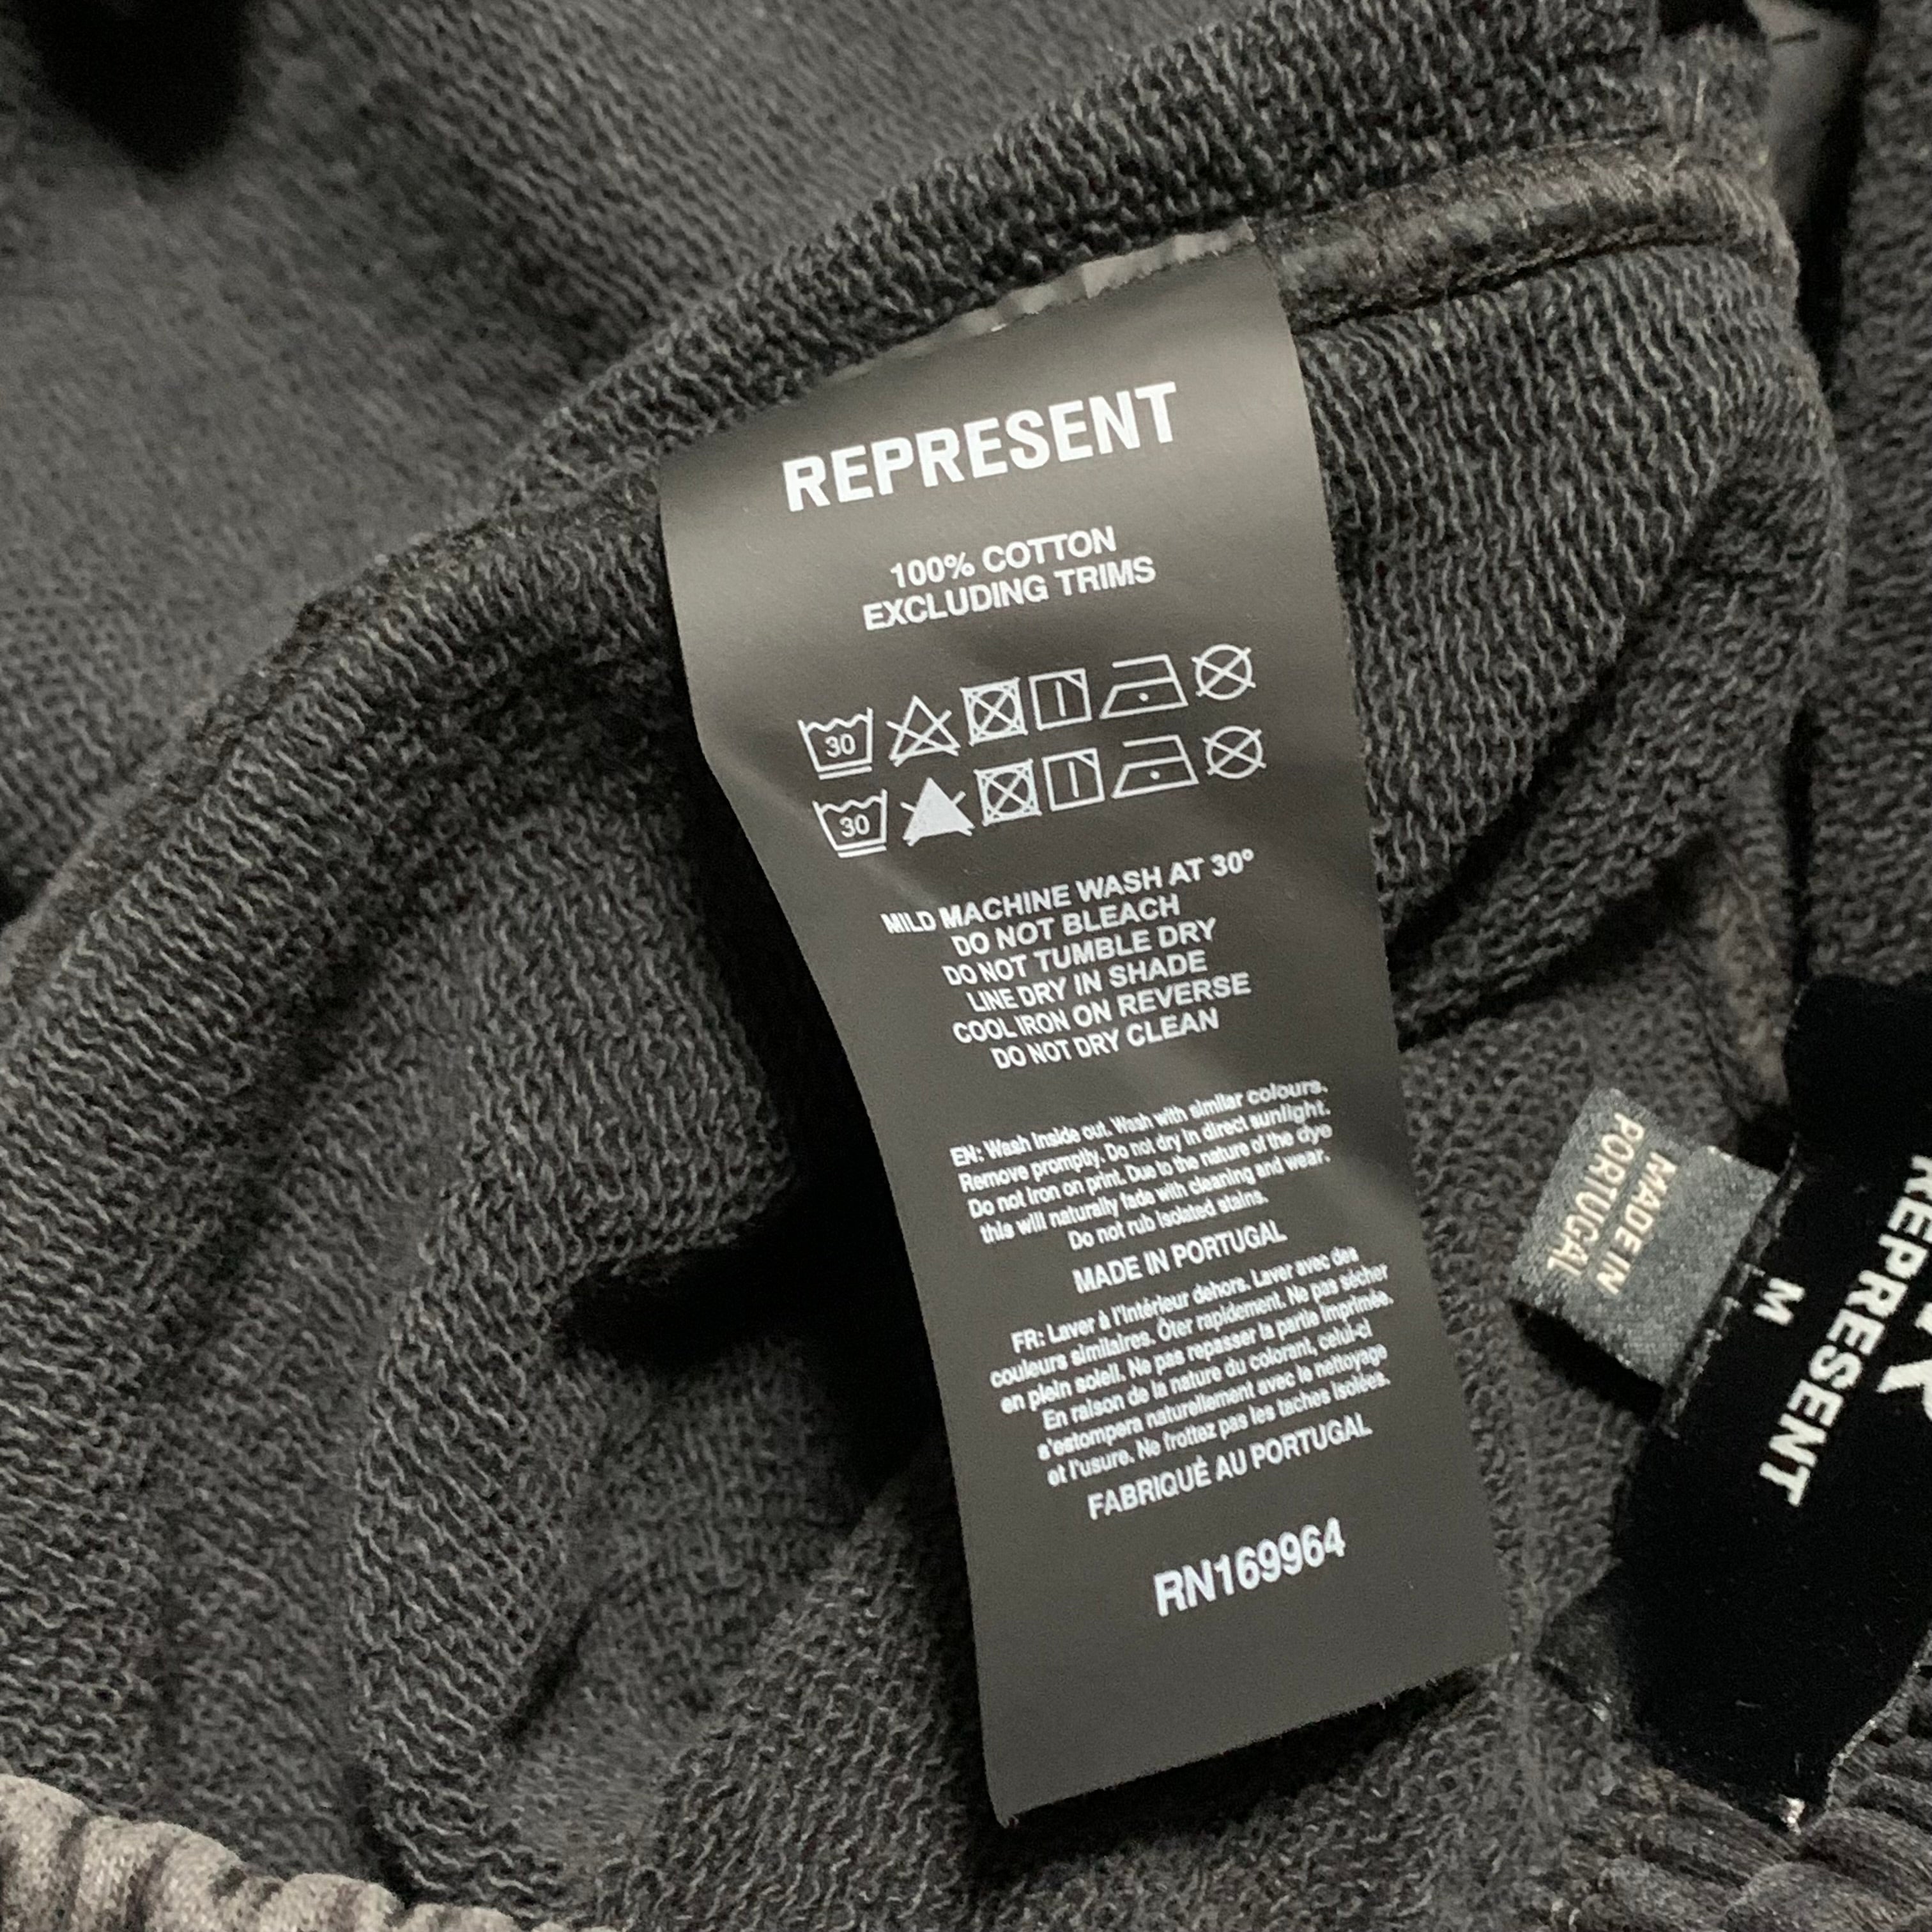 REPRESENT
100% COTTON
EXCLUDING TRIMS
30
30
MILD MACHINE WASH AT 30°
DO NOT BLEACH
DO NOT TUMBLE DRY
LINE DRY IN SHADE
COOL IRON ON REVERSE
DO NOT DRY CLEAN
EN: Wash inside out. Wash with similar colours.
Remove promptly. Do not dry in direct sunlight.
Do not iron on print. Due to the nature of the dye
this will naturally fade with cleaning and wear.
Do not rub isolated stains.
MADE IN PORTUGAL
FR: Laver à l'intérieur dehors. Laver avec des
couleurs similaires. Ôter rapidement. Ne pas sécher
en plein soleil. Ne pas repasser la partie imprimée.
En raison de la nature du colorant, celui-ci
s'estompera naturellement avec le nettoyage
et l'usure. Ne frottez pas les taches isolées.
FABRIQUÉ AU PORTUGAL
RN169964
MADE IN
PORTUGAL
REPRESENT
M